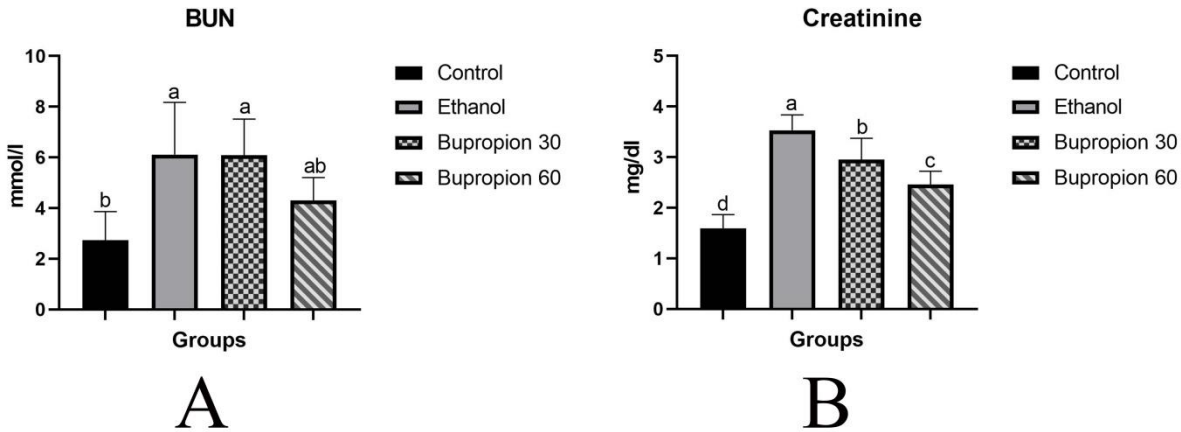 BUN
mmol/l
10
8
6
4
2
0
b
a
a
ab
Groups
Control
Ethanol
Bupropion 30
Bupropion 60
A
Creatinine
mg/dl
5
4
3
2
1
0
d
a
b
c
Groups
Control
Ethanol
Bupropion 30
Bupropion 60
B